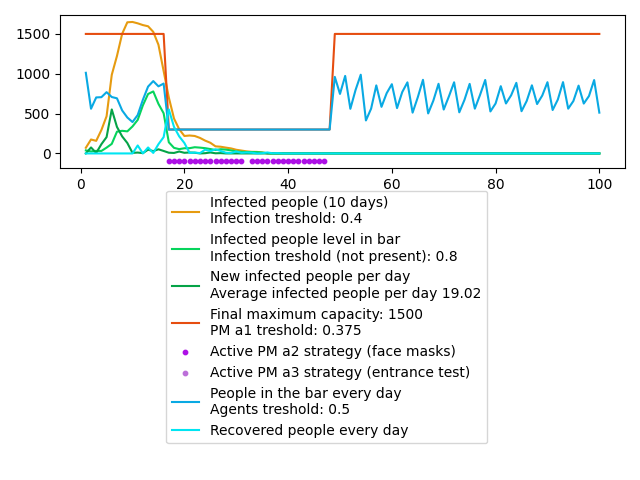 1500
1000
500
0
0 20 40 60 80 100
Infected people (10 days)
Infection treshold: 0.4
Infected people level in bar
Infection treshold (not present): 0.8
New infected people per day
Average infected people per day 19.02
Final maximum capacity: 1500
PM a1 treshold: 0.375
Active PM a2 strategy (face masks)
Active PM a3 strategy (entrance test)
People in the bar every day
Agents treshold: 0.5
Recovered people every day